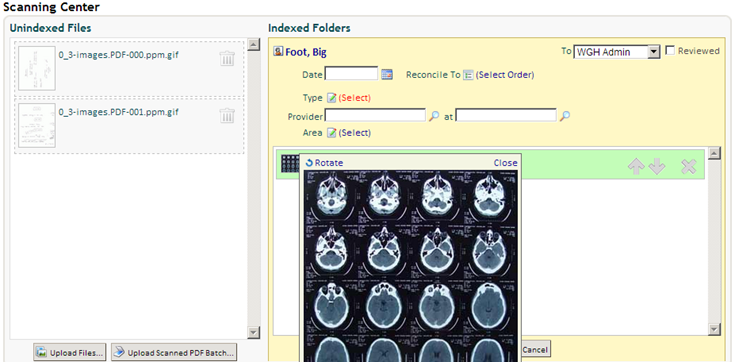 Scanning Center
Unindexed Files
0_3-images.PDF-000.ppm.gif
0_3-images.PDF-001.ppm.gif
Upload Files...
Upload Scanned PDF Batch...
Indexed Folders
Foot, Big
To WGH Admin Reviewed
Date Reconcile To (Select Order)
Type (Select)
Provider at
Area (Select)
Rotate Close
Cancel